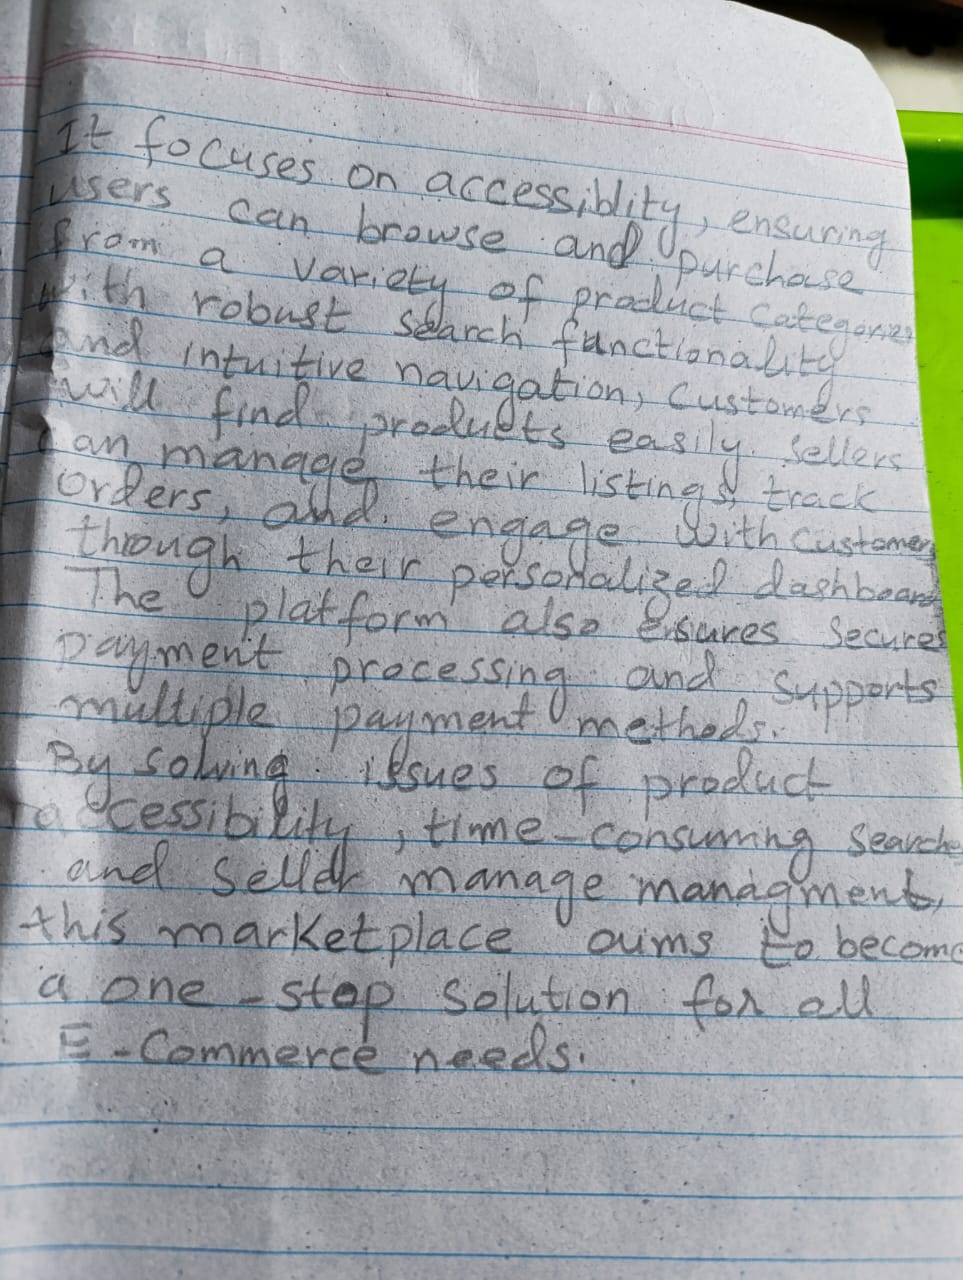 It focuses on accessiblity, ensuring
users can browse and purchase
from a variety of product categories
with robust search functionality
and intuitive navigation, customers
will find products easily. Sellers
can manage their listings, track
orders, and engage with customers
through their personalized dashboard
The platform also ensures secures
payment processing and supports
multiple payment methods.
By solving issues of product
accessibility, time-consuming searche
and seller manage managment,
this marketplace aims to become
a one-stop solution for all
E-Commerce needs.